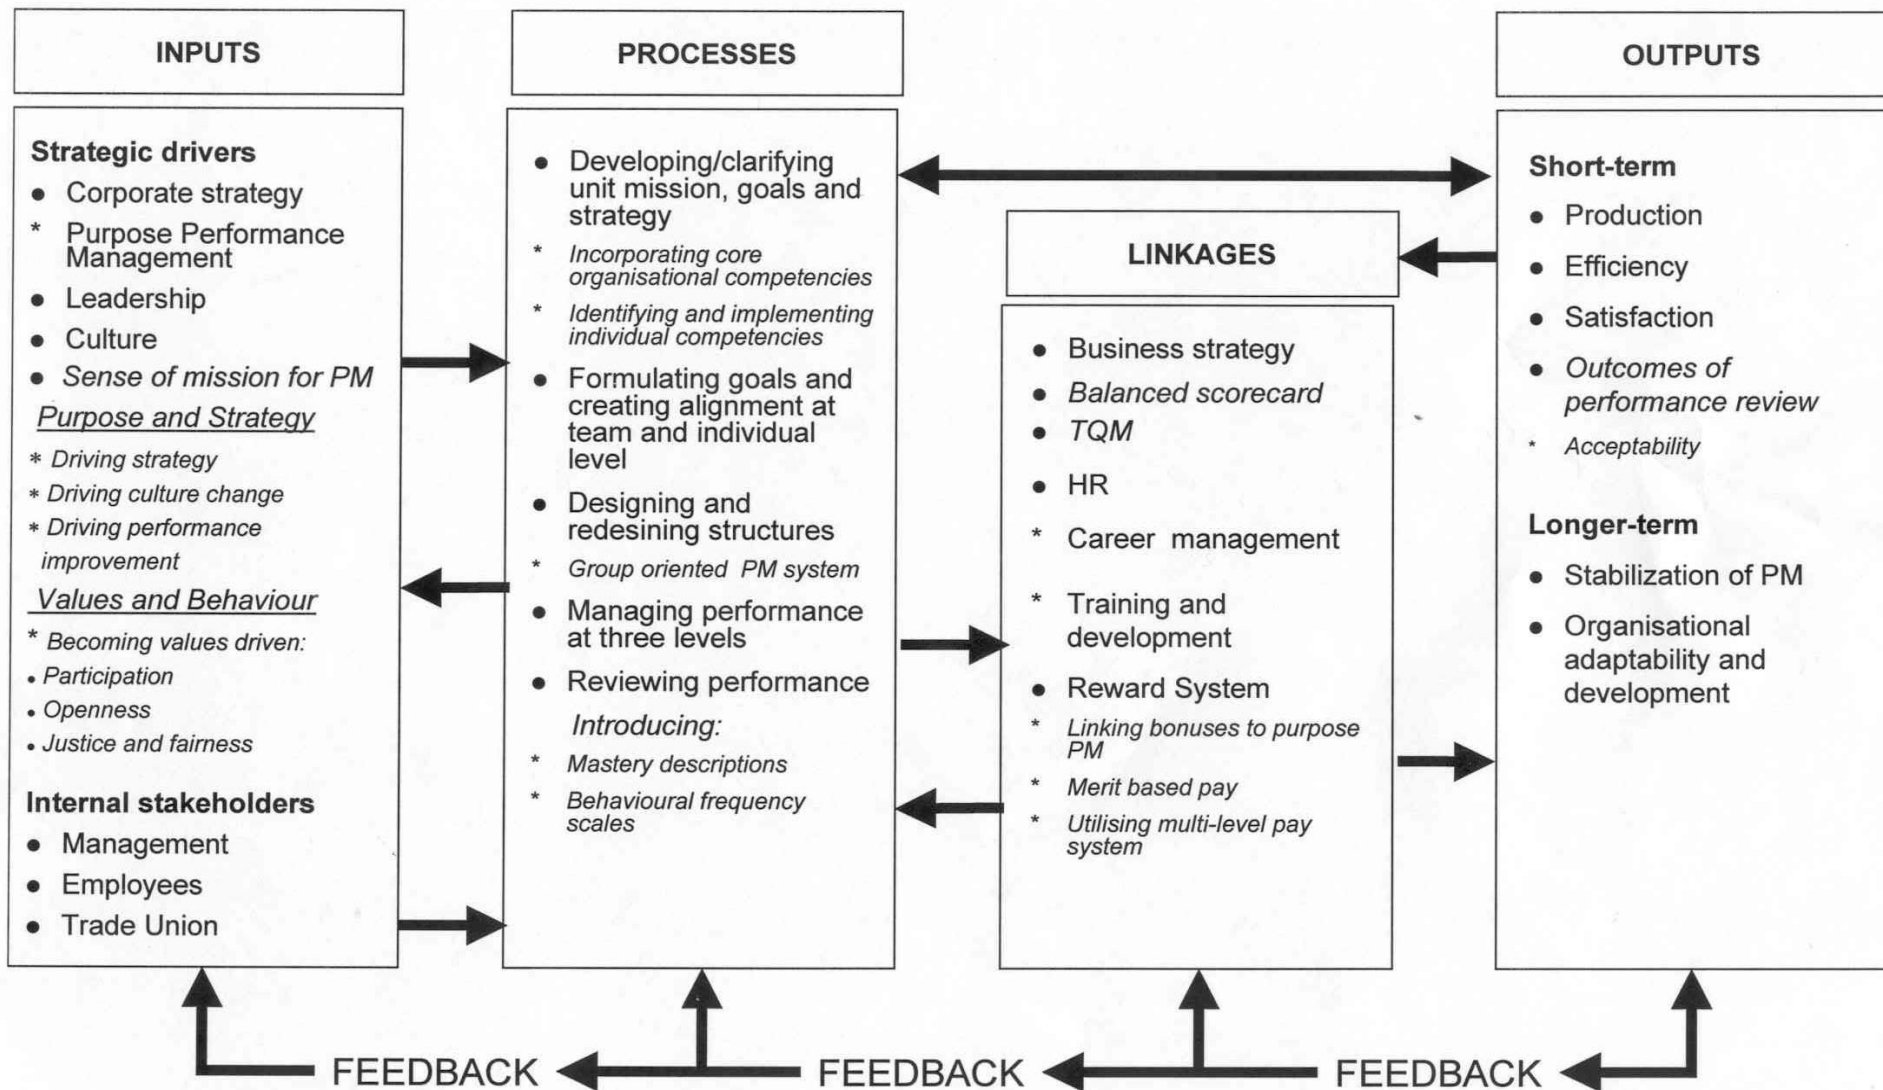 INPUTS
Strategic drivers
● Corporate strategy
* Purpose Performance
Management
● Leadership
● Culture
● Sense of mission for PM
Purpose and Strategy
* Driving strategy
* Driving culture change
* Driving performance
improvement
Values and Behaviour
* Becoming values driven:
• Participation
• Openness
• Justice and fairness
Internal stakeholders
● Management
● Employees
● Trade Union
PROCESSES
● Developing/clarifying
unit mission, goals and
strategy
* Incorporating core
organisational competencies
* Identifying and implementing
individual competencies
● Formulating goals and
creating alignment at
team and individual
level
● Designing and
redesining structures
* Group oriented PM system
● Managing performance
at three levels
● Reviewing performance
Introducing:
* Mastery descriptions
* Behavioural frequency
scales
LINKAGES
● Business strategy
● Balanced scorecard
● TQM
● HR
* Career management
* Training and
development
● Reward System
* Linking bonuses to purpose
PM
* Merit based pay
* Utilising multi-level pay
system
OUTPUTS
Short-term
● Production
● Efficiency
● Satisfaction
● Outcomes of
performance review
* Acceptability
Longer-term
● Stabilization of PM
● Organisational
adaptability and
development
FEEDBACK
FEEDBACK
FEEDBACK